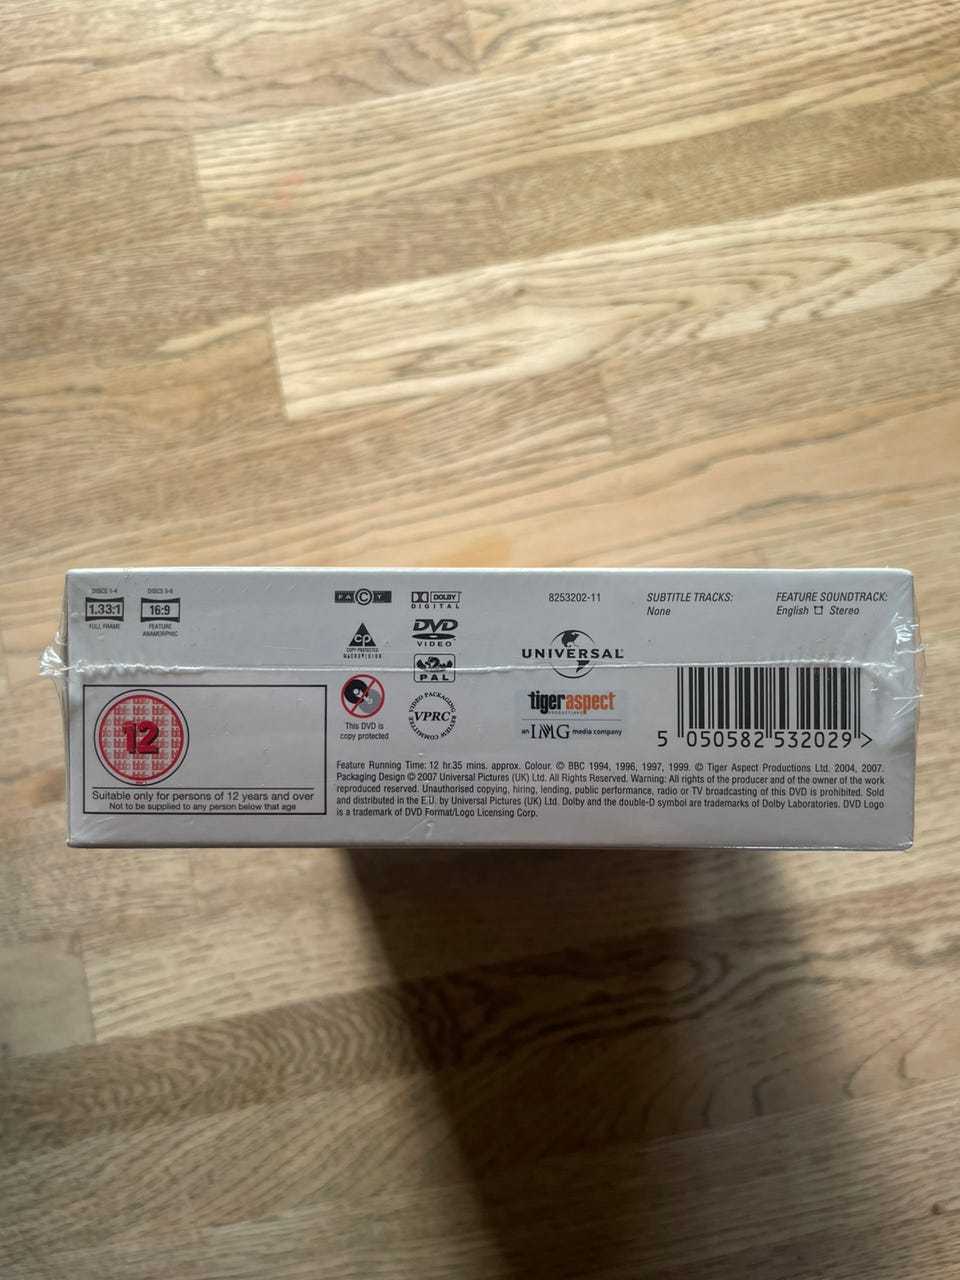 DISCS 1-4
1.33:1
FULL FRAME
DISCS 5-6
16:9
FEATURE
ANAMORPHIC
12
Suitable only for persons of 12 years and over
Not to be supplied to any person below that age
FACT
CP
COPY PROTECTED
MACROVISION
This DVD is
copy protected
DOLBY
DIGITAL
DVD
VIDEO
2
PAL
VIDEO PACKAGING REVIEW COMMITTEE
VPRC
8253202-11
UNIVERSAL
tigeraspect
PRODUCTIONS
an IMG media company
SUBTITLE TRACKS:
None
FEATURE SOUNDTRACK:
English Stereo
5 050582 532029 >
Feature Running Time: 12 hr.35 mins. approx. Colour. © BBC 1994, 1996, 1997, 1999. © Tiger Aspect Productions Ltd. 2004, 2007.
Packaging Design © 2007 Universal Pictures (UK) Ltd. All Rights Reserved. Warning: All rights of the producer and of the owner of the work
reproduced reserved. Unauthorised copying, hiring, lending, public performance, radio or TV broadcasting of this DVD is prohibited. Sold
and distributed in the E.U. by Universal Pictures (UK) Ltd. Dolby and the double-D symbol are trademarks of Dolby Laboratories. DVD Logo
is a trademark of DVD Format/Logo Licensing Corp.